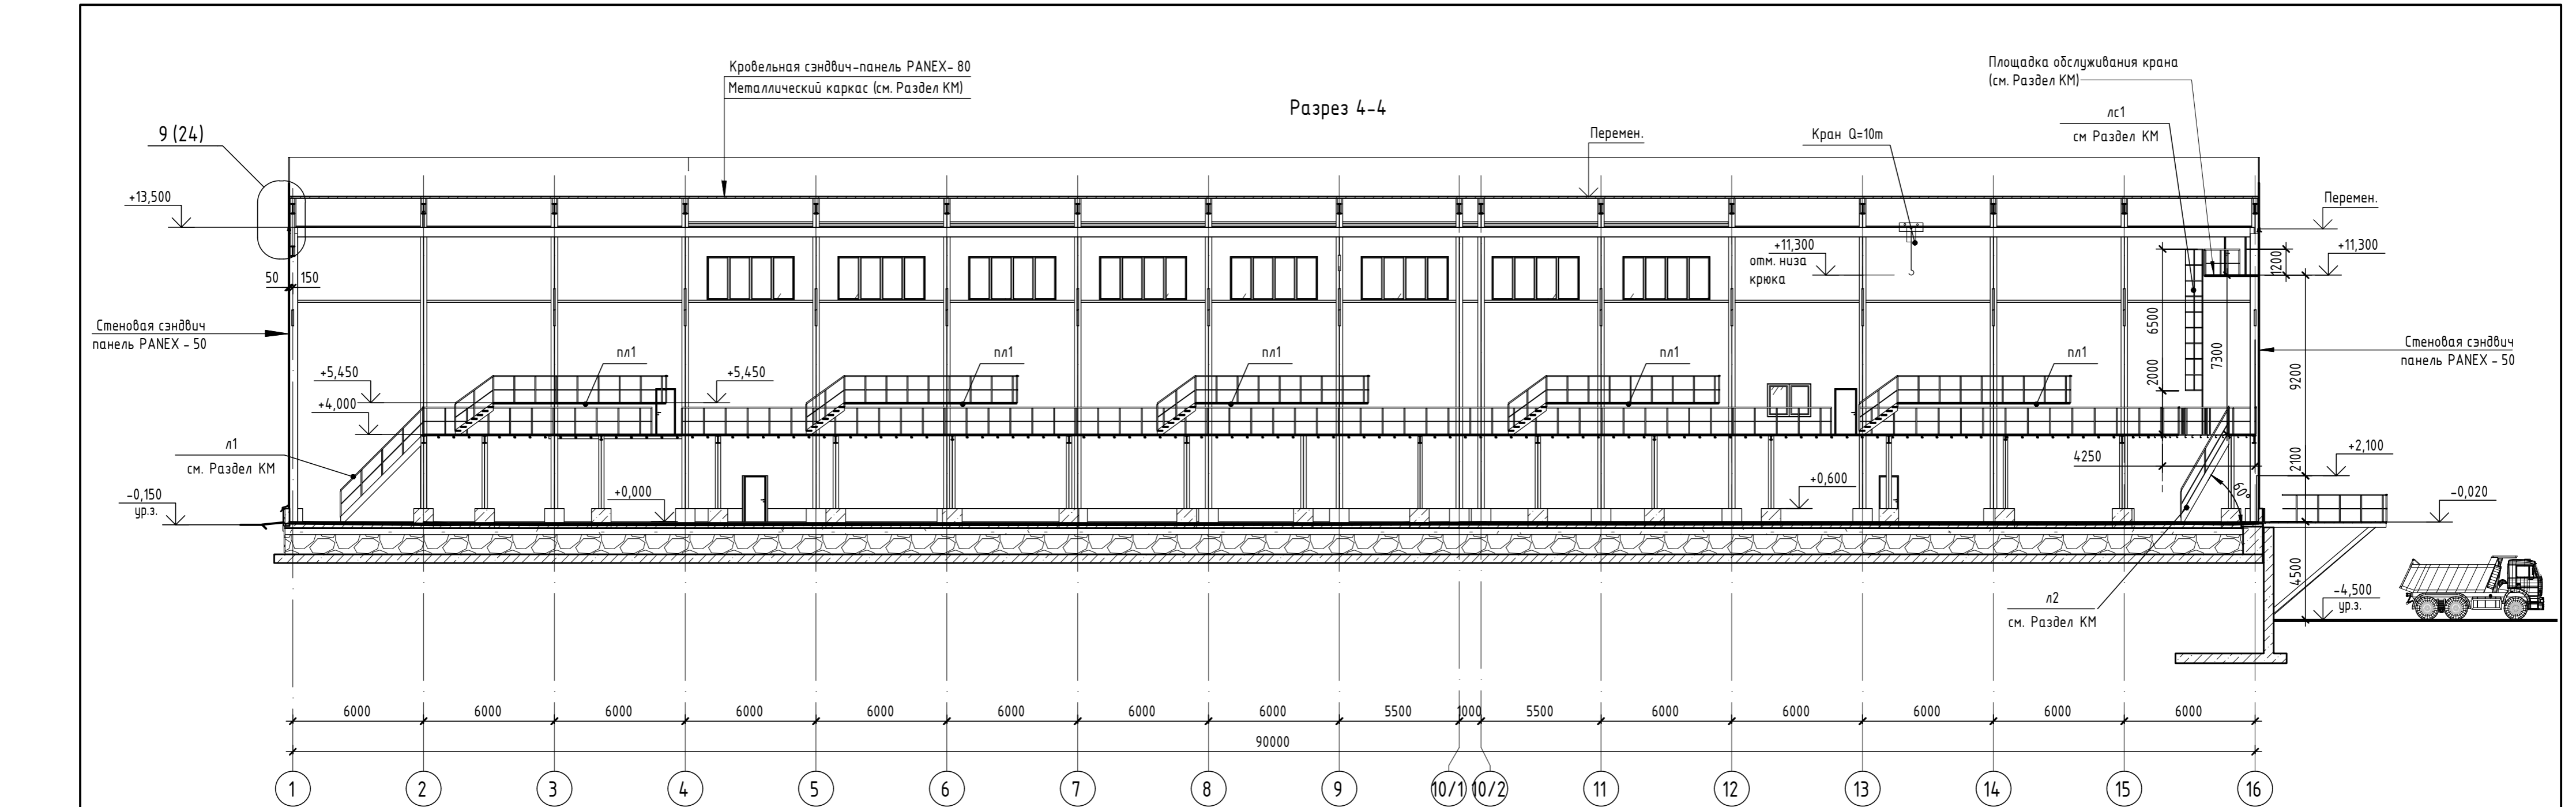 Кровельная сэндвич-панель PANEX- 80
Металлический каркас (см. Раздел КМ)
Разрез 4-4
Площадка обслуживания крана
(см. Раздел КМ)
лс1
см Раздел КМ
9 (24)
Перемен.
Кран Q=10т
+13,500
Перемен.
+11,300
отм. низа
крюка
1200
+11,300
50
150
Стеновая сэндвич
панель PANEX - 50
6500
2000
7300
9200
Стеновая сэндвич
панель PANEX - 50
пл1
пл1
пл1
пл1
пл1
+5,450
+5,450
+4,000
л1
см. Раздел КМ
4250
2100
+2,100
-0,150
ур.з.
+0,000
+0,600
60°
-0,020
4500
-4,500
ур.з.
л2
см. Раздел КМ
6000
6000
6000
6000
6000
6000
6000
6000
5500
1000
5500
6000
6000
6000
6000
6000
90000
1
2
3
4
5
6
7
8
9
10/1
10/2
11
12
13
14
15
16